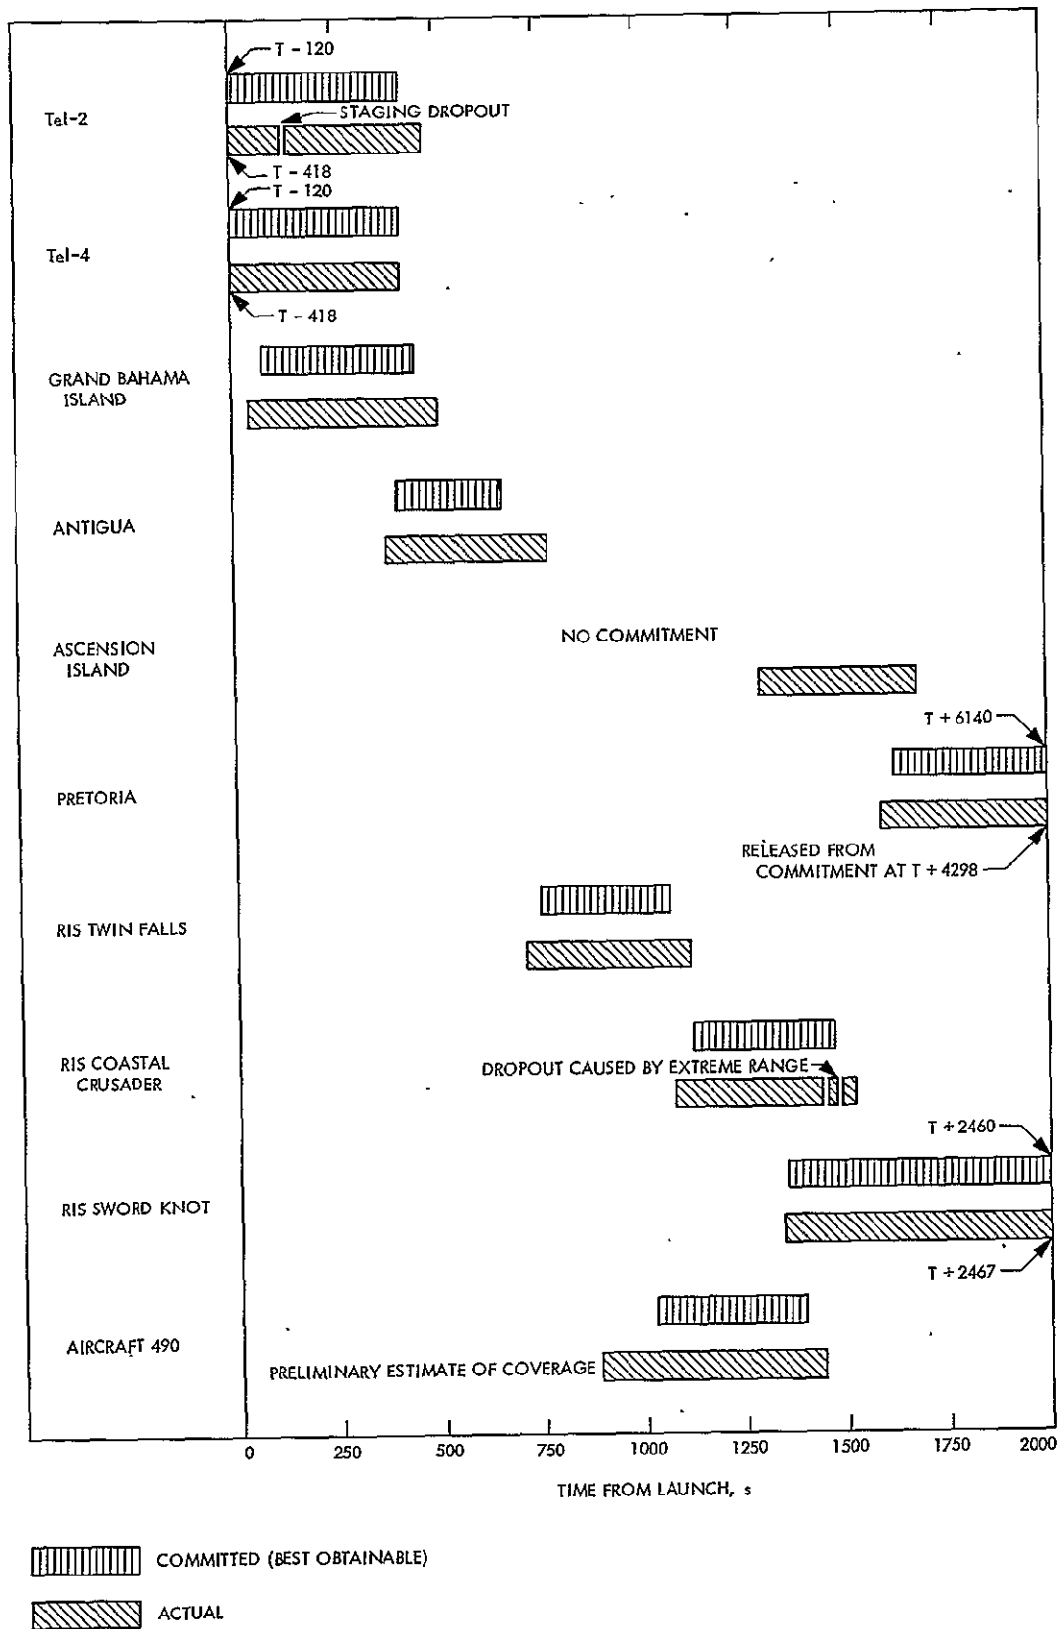 T - 120
Tel-2
STAGING DROPOUT
T - 418
T - 120
Tel-4
T - 418
GRAND BAHAMA
ISLAND
ANTIGUA
NO COMMITMENT
ASCENSION
ISLAND
T + 6140
PRETORIA
RELEASED FROM
COMMITMENT AT T + 4298
RIS TWIN FALLS
RIS COASTAL
CRUSADER
DROPOUT CAUSED BY EXTREME RANGE
T + 2460
RIS SWORD KNOT
T + 2467
AIRCRAFT 490
PRELIMINARY ESTIMATE OF COVERAGE
0 250 500 750 1000 1250 1500 1750 2000
TIME FROM LAUNCH, s
COMMITTED (BEST OBTAINABLE)
ACTUAL